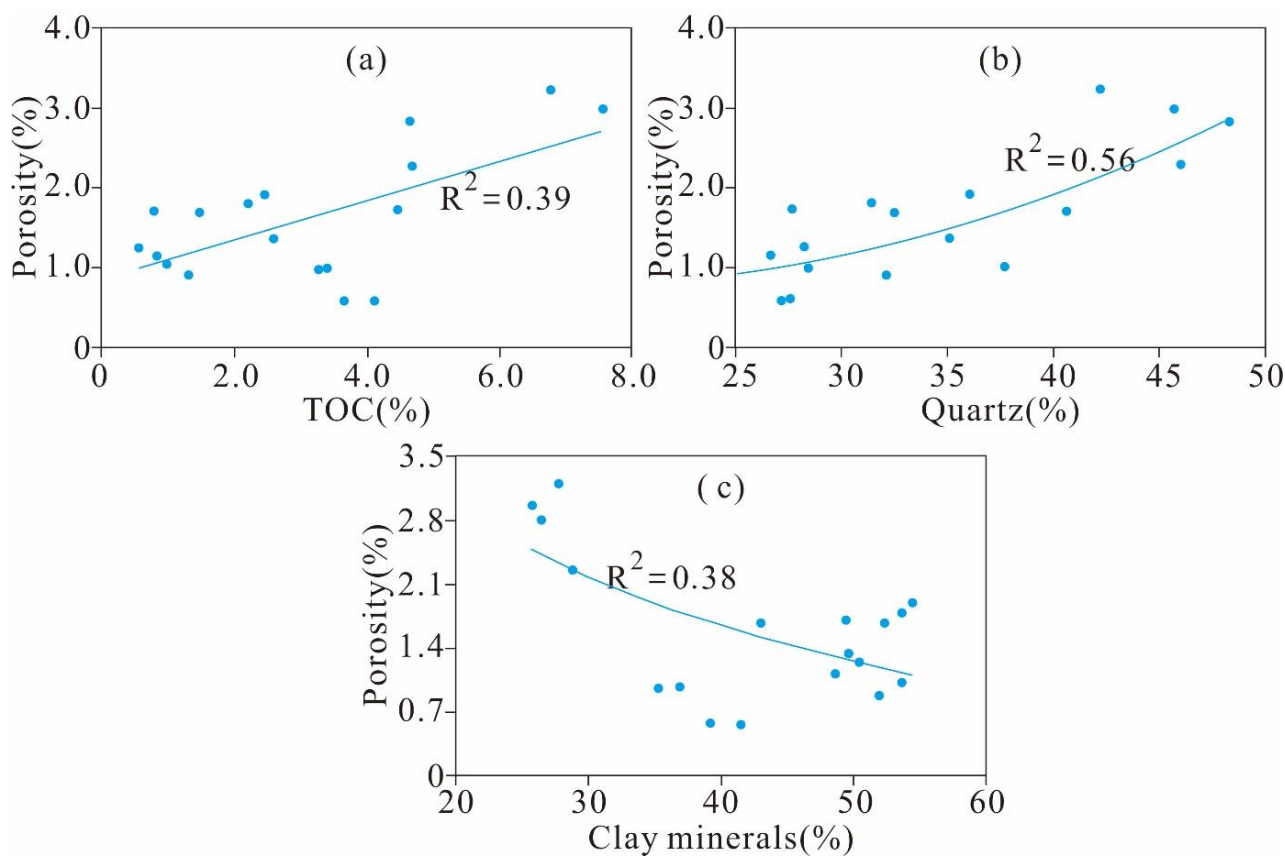 (a)
4.0
3.0
2.0
1.0
0
Porosity(%)
R²=0.39
0 2.0 4.0 6.0 8.0
TOC(%)
(b)
4.0
3.0
2.0
1.0
0
Porosity(%)
R²=0.56
25 30 35 40 45 50
Quartz(%)
( c)
3.5
2.8
2.1
1.4
0.7
0
Porosity(%)
R²=0.38
20 30 40 50 60
Clay minerals(%)